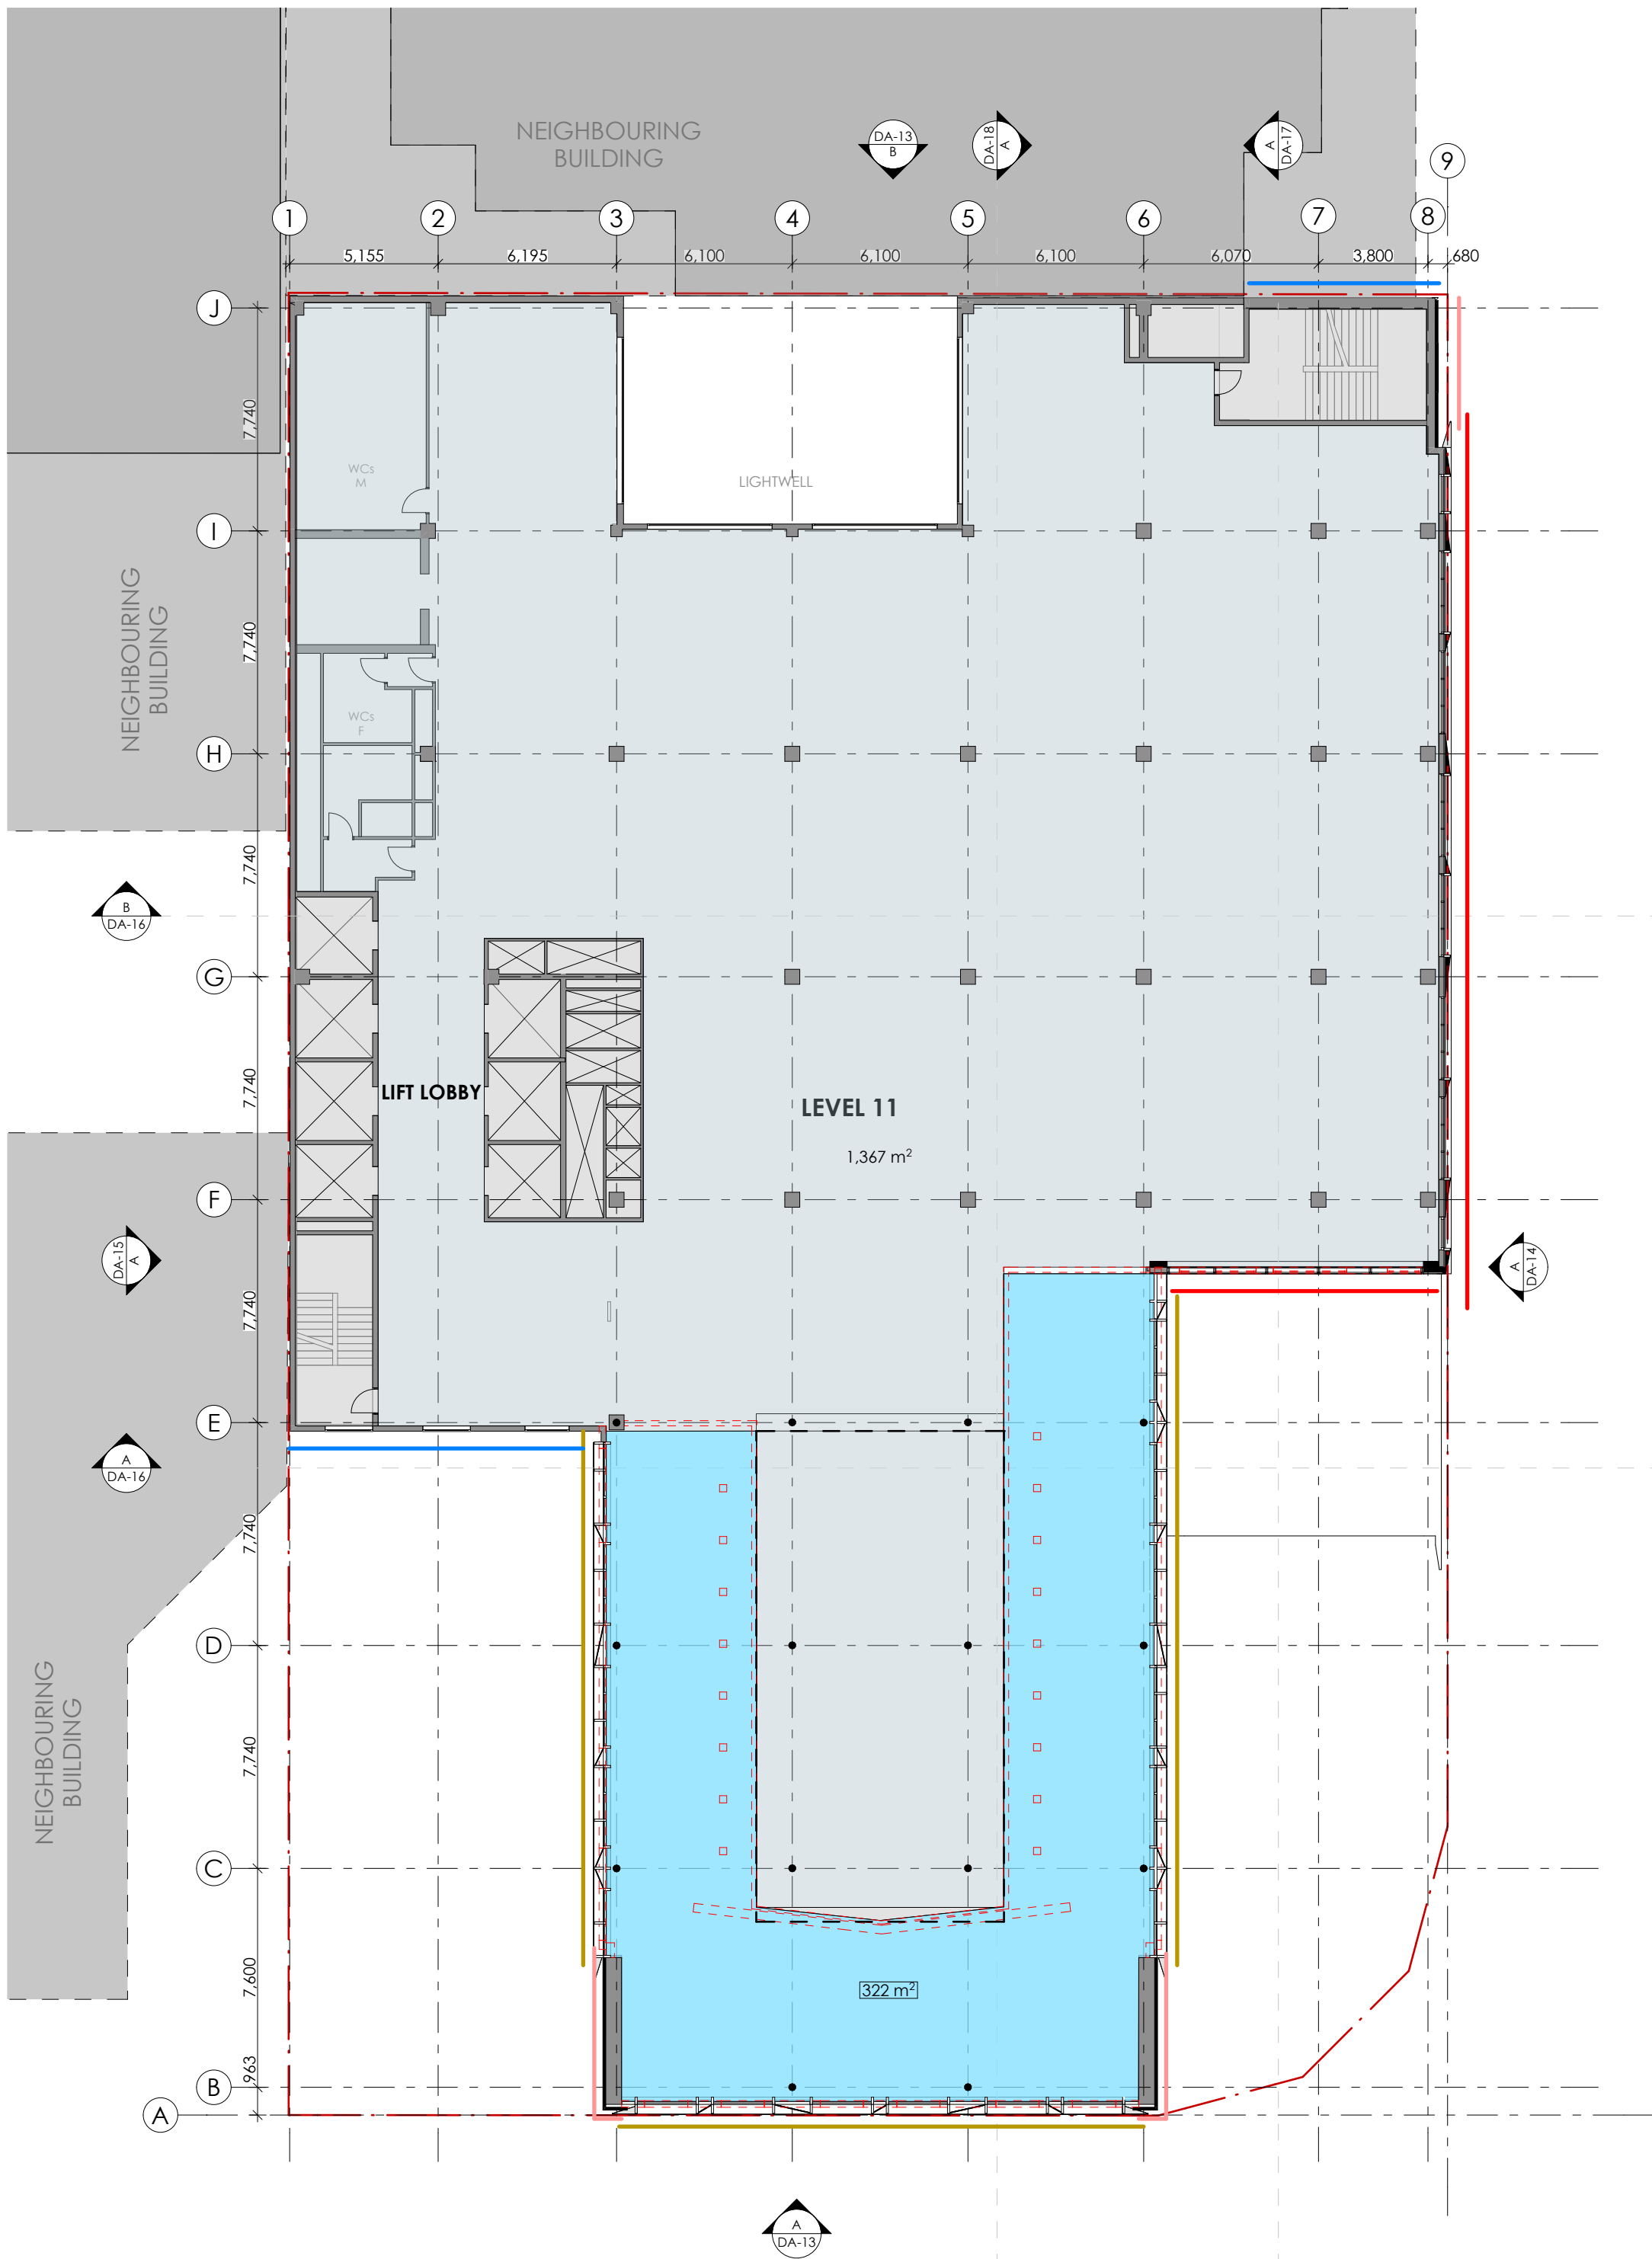 NEIGHBOURING
BUILDING
DA-13
B
DA-18
A
A
DA-17
9
1
2
3
4
5
6
7
8
5,155
6,195
6,100
6,100
6,100
6,070
3,800
680
J
7,740
WCs
M
LIGHTWELL
I
NEIGHBOURING
BUILDING
7,740
WCs
F
H
7,740
B
DA-16
G
7,740
LIFT LOBBY
LEVEL 11
1,367 m²
F
DA-15
A
A
DA-14
7,740
E
A
DA-16
7,740
D
NEIGHBOURING
BUILDING
7,740
C
7,600
322 m²
963
B
A
A
DA-13